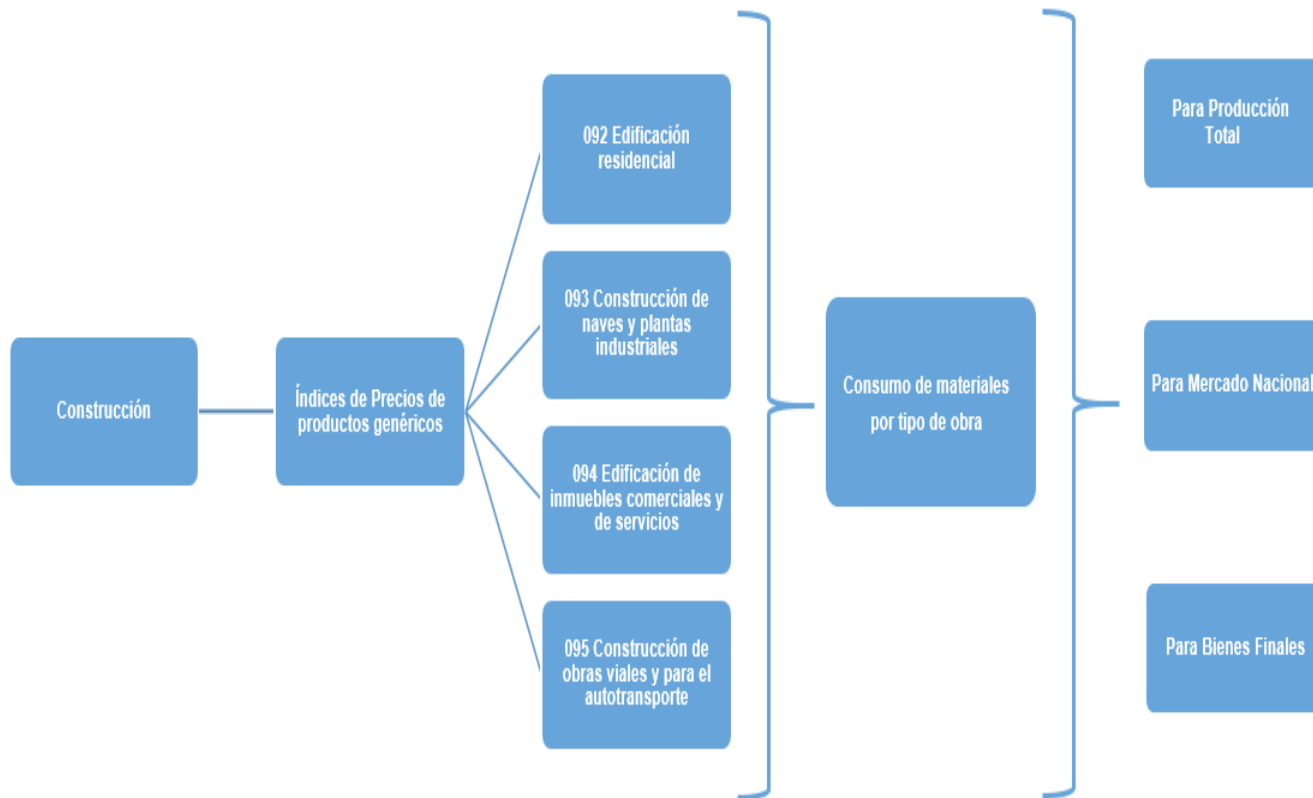 Construcción
Índices de Precios de
productos genéricos
092 Edificación
residencial
093 Construcción de
naves y plantas
industriales
094 Edificación de
inmuebles comerciales y
de servicios
095 Construcción de
obras viales y para el
autotransporte
Consumo de materiales
por tipo de obra
Para Producción
Total
Para Mercado Nacional
Para Bienes Finales